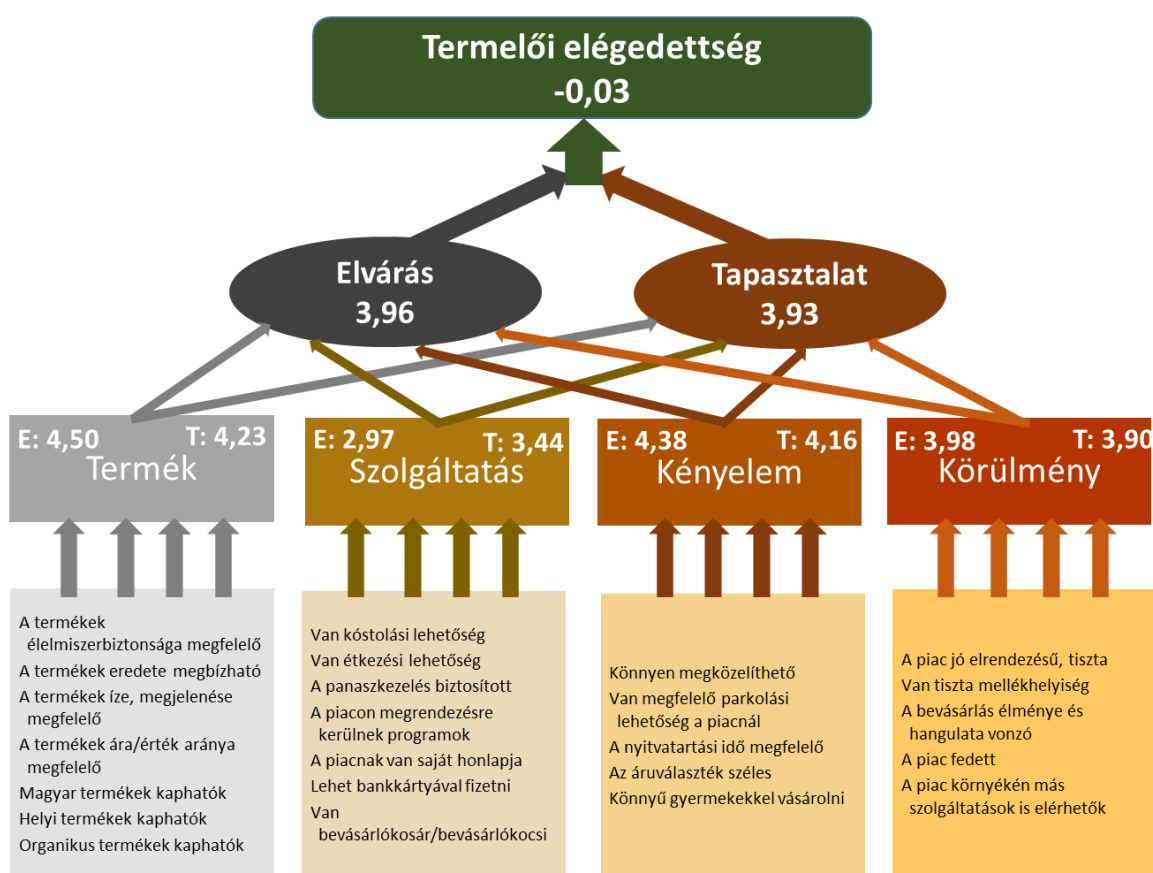 Termelői elégedettség
-0,03
Elvárás
3,96
Tapasztalat
3,93
E: 4,50 T: 4,23
Termék
E: 2,97 T: 3,44
Szolgáltatás
E: 4,38 T: 4,16
Kényelem
E: 3,98 T: 3,90
Körülmény
A termékek
élelmiszerbiztonsága megfelelő
A termékek eredete megbízható
A termékek íze, megjelenése
megfelelő
A termékek ára/érték aránya
megfelelő
Magyar termékek kaphatók
Helyi termékek kaphatók
Organikus termékek kaphatók
Van kóstolási lehetőség
Van étkezési lehetőség
A panaszkezelés biztosított
A piacon megrendezésre
kerülnek programok
A piacnak van saját honlapja
Lehet bankkártyával fizetni
Van
bevásárlókosár/bevásárlókocsi
Könnyen megközelíthető
Van megfelelő parkolási
lehetőség a piacnál
A nyitvatartási idő megfelelő
Az áruválaszték széles
Könnyű gyermekekkel vásárolni
A piac jó elrendezésű, tiszta
Van tiszta mellékhelyiség
A bevásárlás élménye és
hangulata vonzó
A piac fedett
A piac környékén más
szolgáltatások is elérhetők